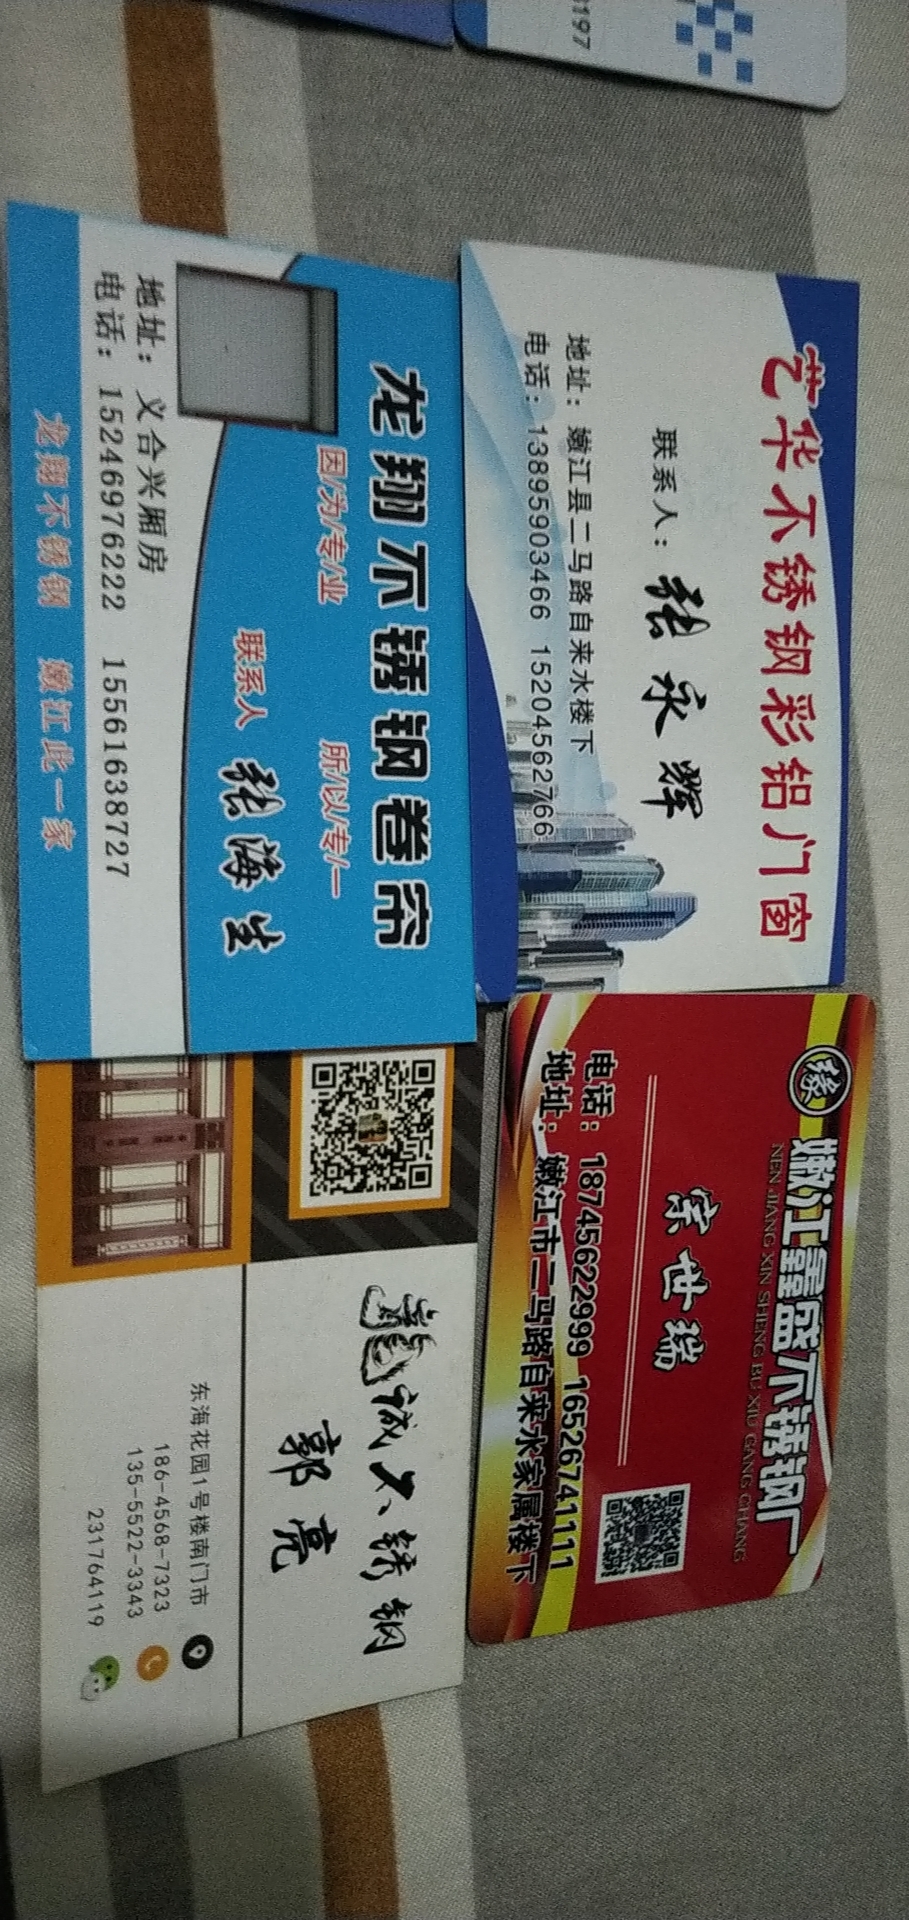 197
艺华不锈钢彩铝门窗
联系人：张永辉
地址：嫩江县二马路自来水楼下
电话：13895903466 15204562766
龙翔不锈钢卷帘
因/为/专/业 所/以/专/一
联系人 张海生
地址：义合兴厢房
电话：15246976222 15561638727
龙翔不锈钢 嫩江此一家
缘
嫩江鑫盛不锈钢厂
NEN JIANG XIN SHENG BU XIU GANG CHANG
宗世瑞
电话：18745622999 16526741111
地址：嫩江市二马路自来水家属楼下
龍诚不锈钢
郭亮
东海花园1号楼南门市
186-4568-7323
135-5522-3343
231764119